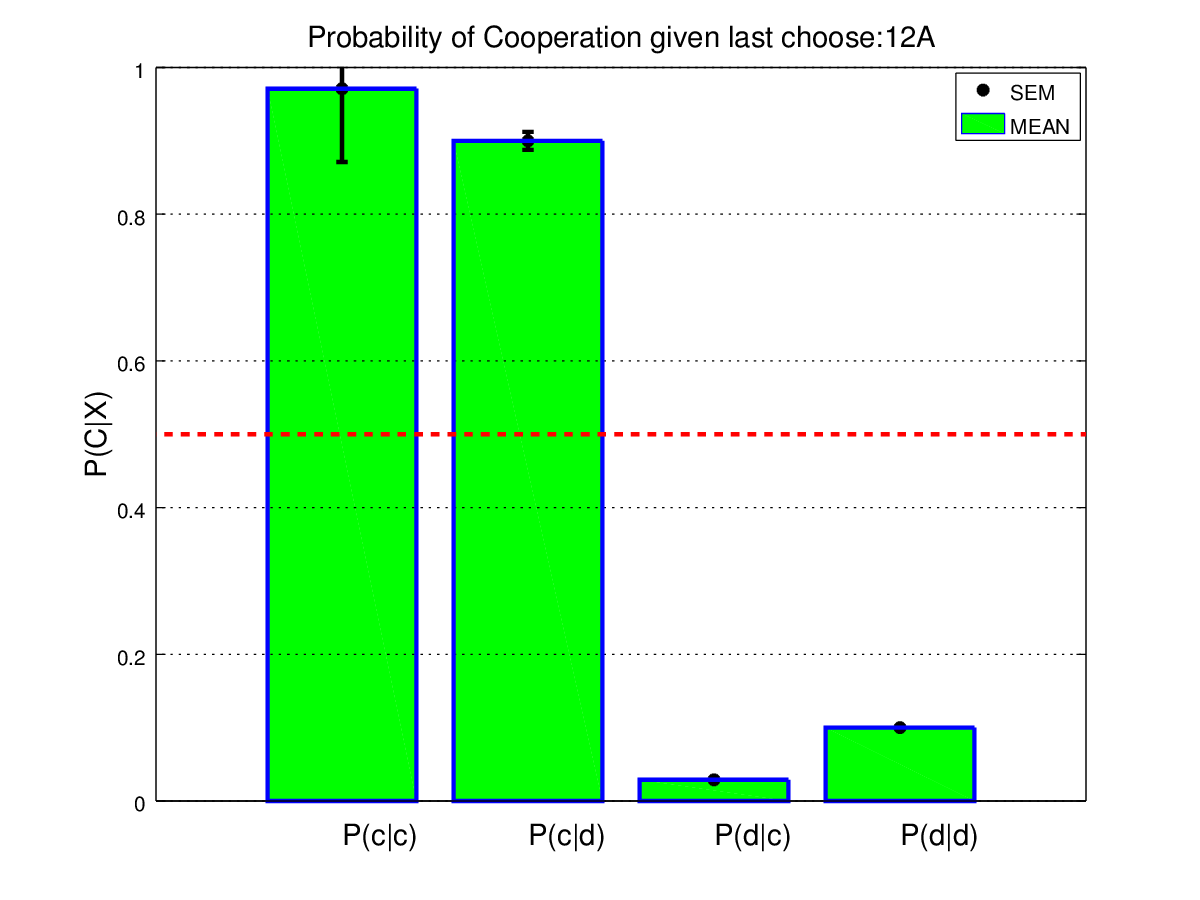 Probability of Cooperation given last choose:12A
SEM
MEAN
P(C|X)
1
0.8
0.6
0.4
0.2
0
P(c|c)
P(c|d)
P(d|c)
P(d|d)